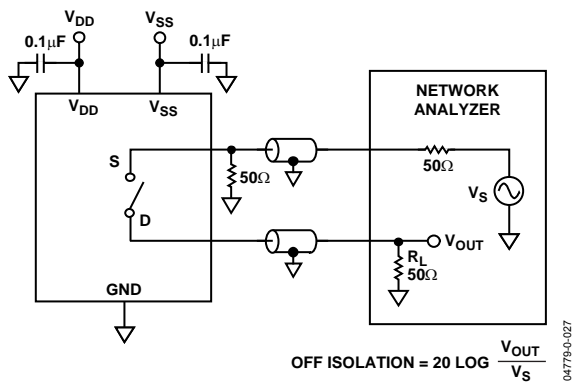 VDD
VSS
0.1μF
0.1μF
VDD
VSS
NETWORK
ANALYZER
S
50Ω
50Ω
VS
D
VOUT
RL
50Ω
GND
OFF ISOLATION = 20 LOG VOUT
VS
04779-0-027